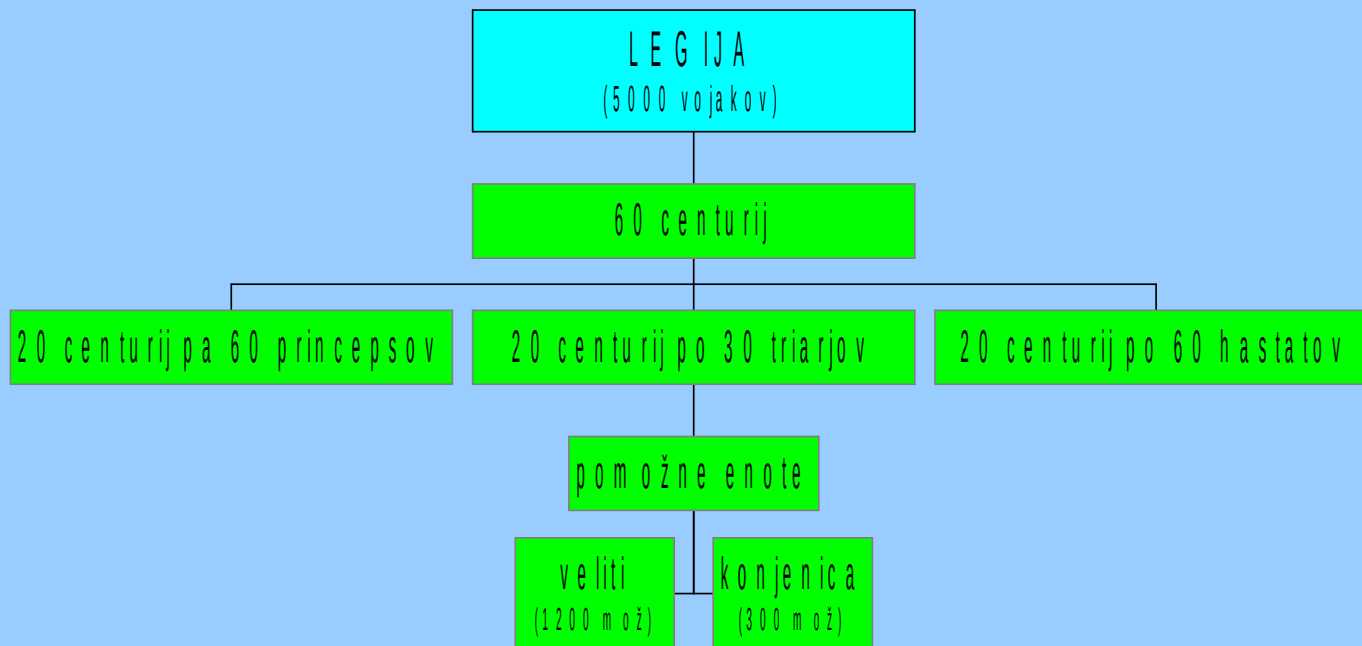 LEGIJA
(5000 vojakov)
60 centurij
20 centurij pa 60 princepsov
20 centurij po 30 triarjov
20 centurij po 60 hastatov
pomožne enote
veliti
(1200 mož)
konjenica
(300 mož)